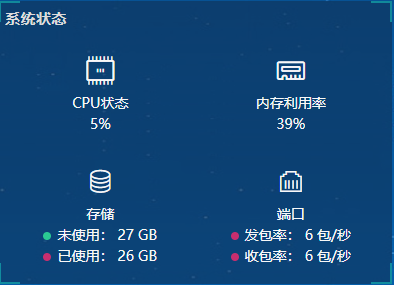 系统状态
CPU状态 内存利用率
5% 39%
存储 端口
未使用： 27 GB 发包率： 6 包/秒
已使用： 26 GB 收包率： 6 包/秒